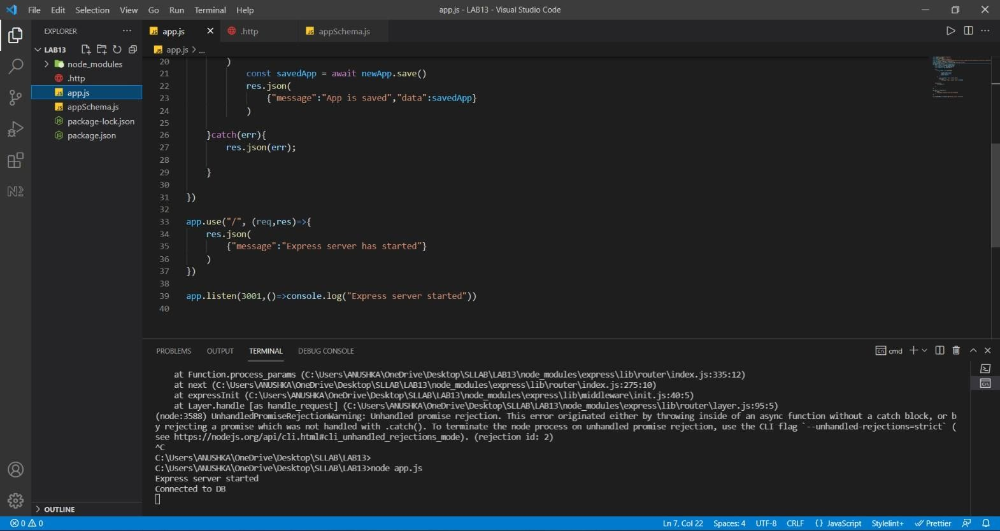 File Edit Selection View Go Run Terminal Help
app.js - LAB13 - Visual Studio Code
EXPLORER
LAB13
node_modules
.http
app.js
appSchema.js
package-lock.json
package.json
OUTLINE
app.js
.http
appSchema.js
app.js > ...
20 )
21 const savedApp = await newApp.save()
22 res.json(
23 {"message":"App is saved","data":savedApp}
24 )
25
26 }catch(err){
27 res.json(err);
28
29 }
30
31 })
32
33 app.use("/", (req,res)=>{
34 res.json(
35 {"message":"Express server has started"}
36 )
37 })
38
39 app.listen(3001,()=>console.log("Express server started"))
40
PROBLEMS OUTPUT TERMINAL DEBUG CONSOLE
cmd
at Function.process_params (C:\Users\ANUSHKA\OneDrive\Desktop\SLLAB\LAB13\node_modules\express\lib\router\index.js:335:12)
at next (C:\Users\ANUSHKA\OneDrive\Desktop\SLLAB\LAB13\node_modules\express\lib\router\index.js:275:10)
at expressInit (C:\Users\ANUSHKA\OneDrive\Desktop\SLLAB\LAB13\node_modules\express\lib\middleware\init.js:40:5)
at Layer.handle [as handle_request] (C:\Users\ANUSHKA\OneDrive\Desktop\SLLAB\LAB13\node_modules\express\lib\router\layer.js:95:5)
(node:3588) UnhandledPromiseRejectionWarning: Unhandled promise rejection. This error originated either by throwing inside of an async function without a catch block, or b
y rejecting a promise which was not handled with .catch(). To terminate the node process on unhandled promise rejection, use the CLI flag `--unhandled-rejections=strict` (
see https://nodejs.org/api/cli.html#cli_unhandled_rejections_mode). (rejection id: 2)
^C
C:\Users\ANUSHKA\OneDrive\Desktop\SLLAB\LAB13>
C:\Users\ANUSHKA\OneDrive\Desktop\SLLAB\LAB13>node app.js
Express server started
Connected to DB
0 0
Ln 7, Col 22 Spaces: 4 UTF-8 CRLF {} JavaScript Stylelint+ Prettier